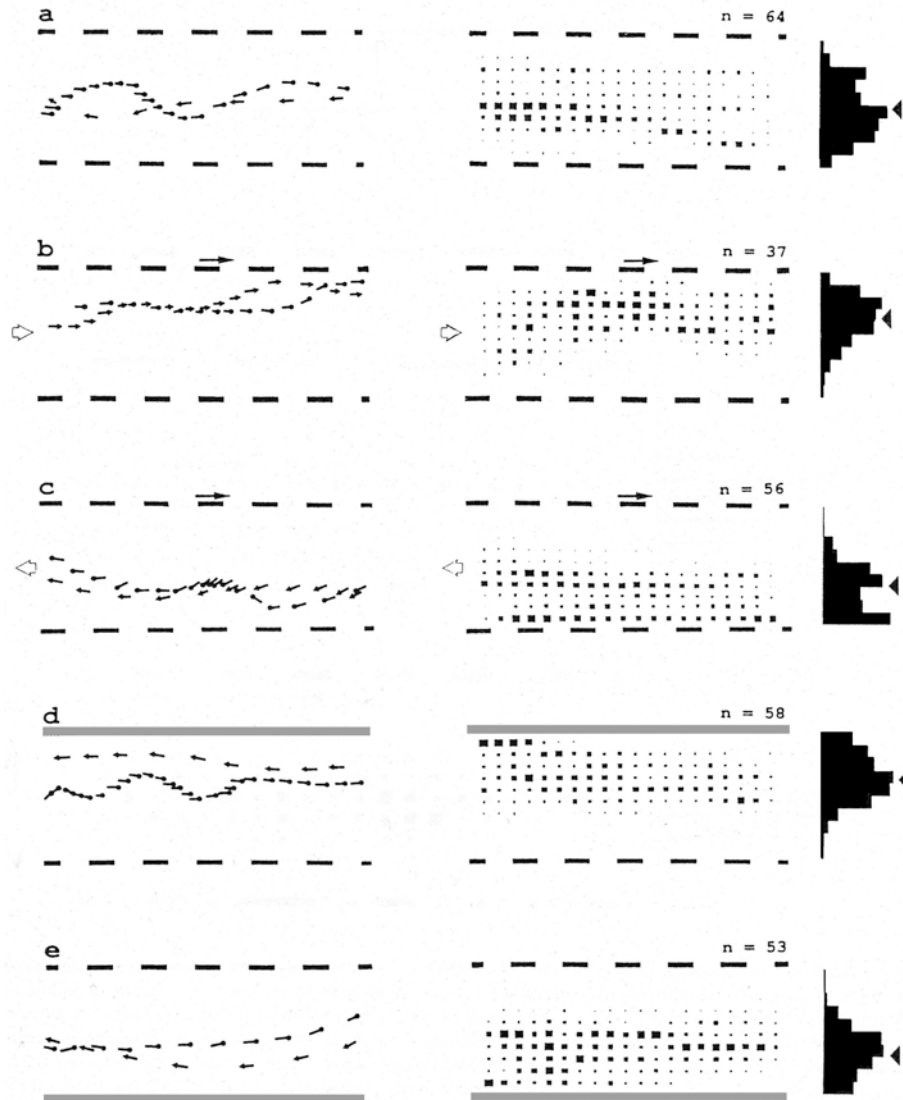 a
n = 64
b
n = 37
c
n = 56
d
n = 58
e
n = 53